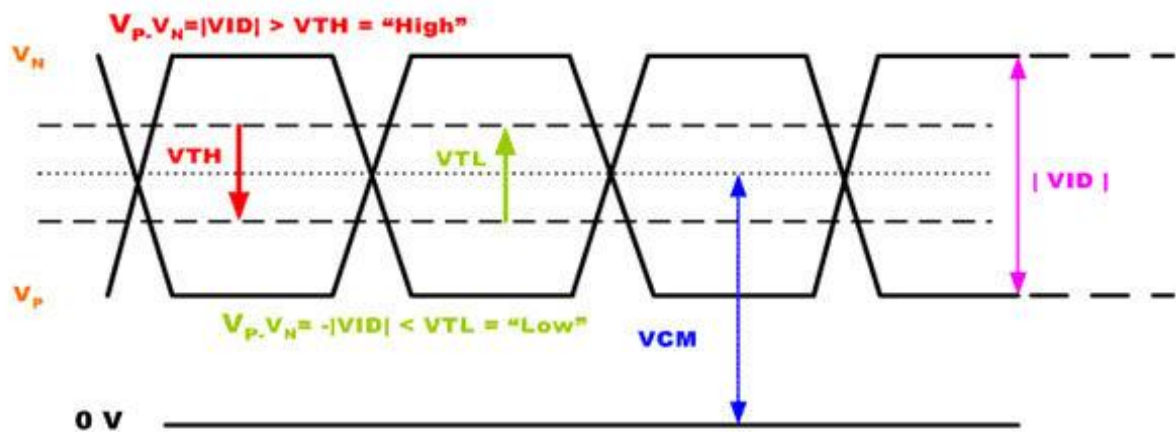 VP-VN=|VID| > VTH = “High”
VN
VTH
VTL
| VID |
VP
VP-VN= -|VID| < VTL = “Low”
VCM
0 V